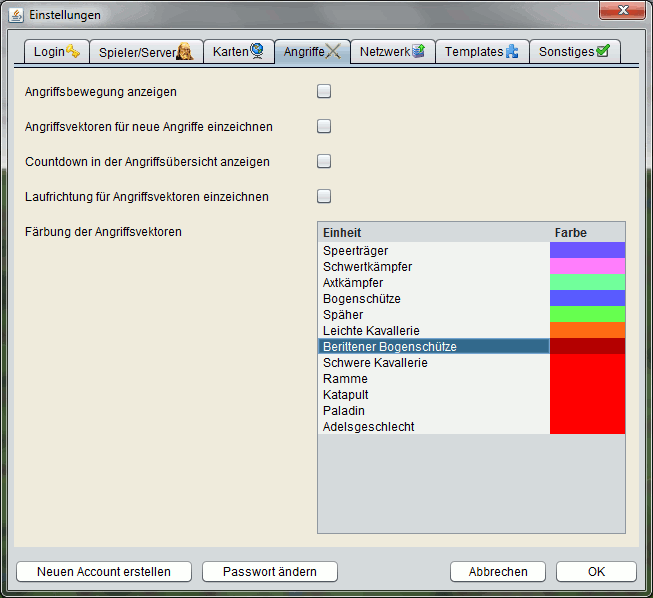 Einstellungen
Login Spieler/Server Karten Angriffe Netzwerk Templates Sonstiges
Angriffsbewegung anzeigen
Angriffsvektoren für neue Angriffe einzeichnen
Countdown in der Angriffsübersicht anzeigen
Laufrichtung für Angriffsvektoren einzeichnen
Färbung der Angriffsvektoren
Einheit Farbe
Speerträger
Schwertkämpfer
Axtkämpfer
Bogenschütze
Späher
Leichte Kavallerie
Berittener Bogenschütze
Schwere Kavallerie
Ramme
Katapult
Paladin
Adelsgeschlecht
Neuen Account erstellen Passwort ändern Abbrechen OK